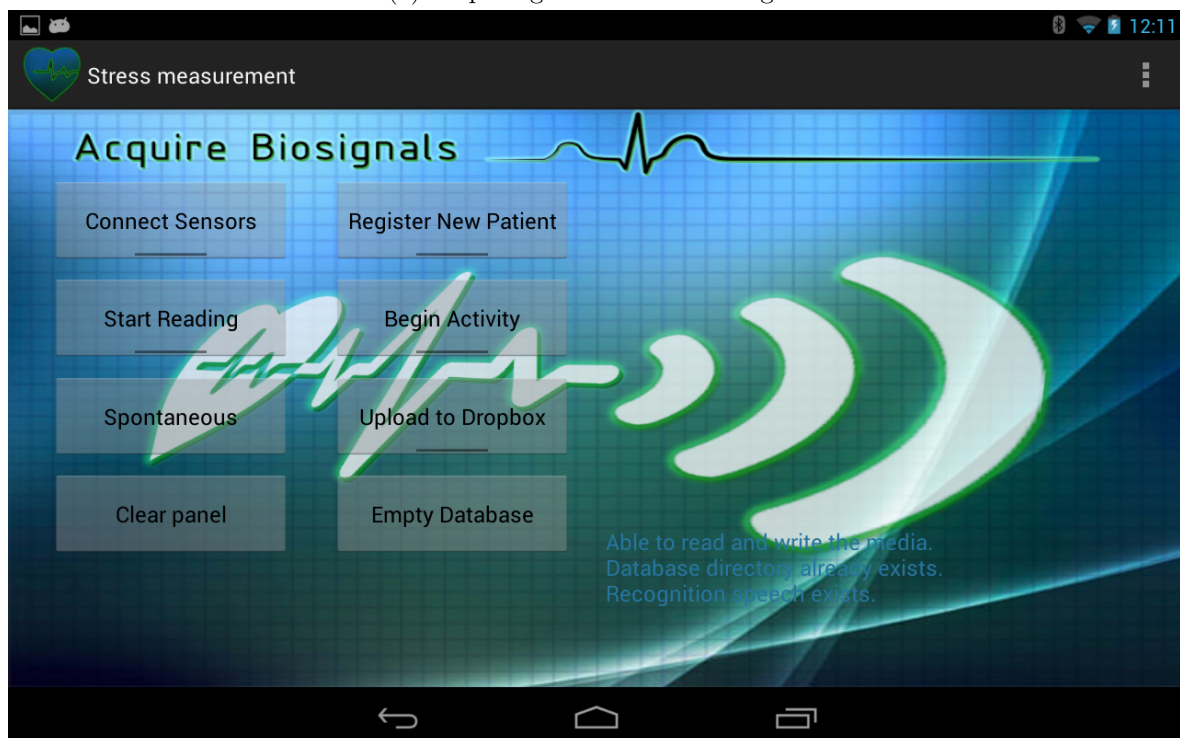 12:11
Stress measurement
Acquire Biosignals
Connect Sensors
Register New Patient
Start Reading
Begin Activity
Spontaneous
Upload to Dropbox
Clear panel
Empty Database
Able to read and write the media.
Database directory already exists.
Recognition speech exists.